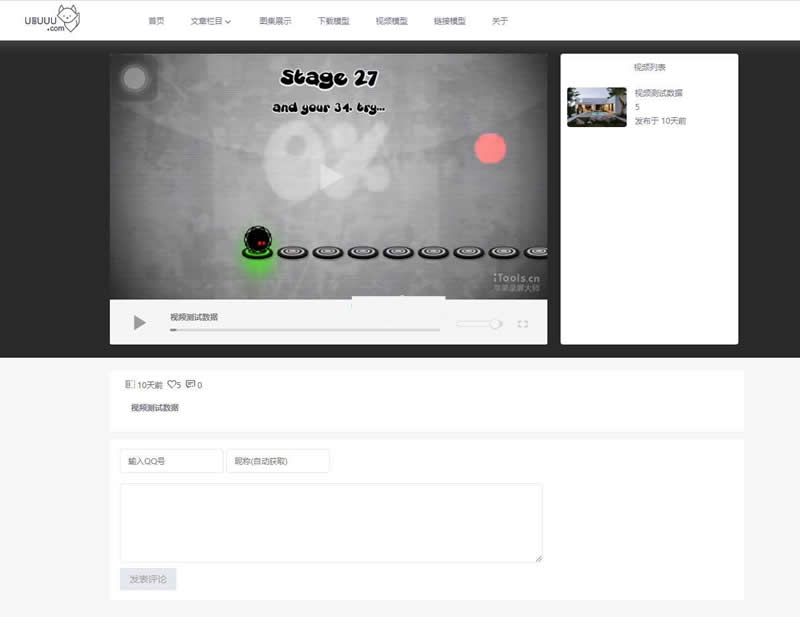 UEUUU
.com
首页
文章栏目
图集展示
下载模型
视频模型
链接模型
关于
Stage 27
and your 34. try...
0%
iTools.cn
苹果录屏大师
视频测试数据
视频列表
视频测试数据
5
发布于 10天前
10天前 5 0
视频测试数据
输入QQ号
昵称(自动获取)
发表评论